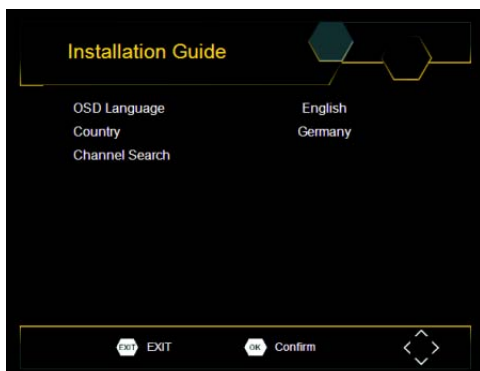 Installation Guide
OSD Language English
Country Germany
Channel Search
EXIT EXIT OK Confirm